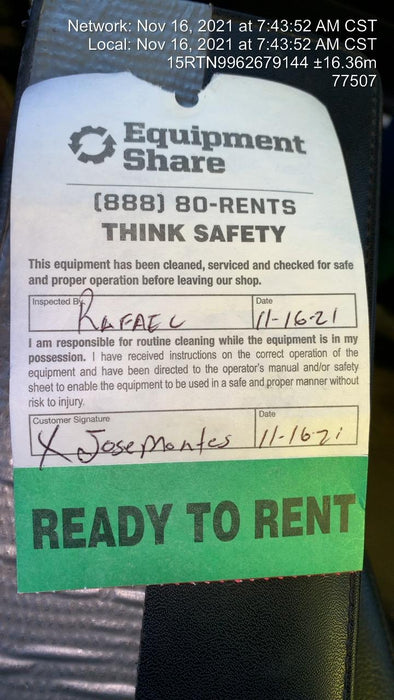 Network: Nov 16, 2021 at 7:43:52 AM CST
Local: Nov 16, 2021 at 7:43:52 AM CST
15RTN9962679144 ±16.36m
77507
Equipment
Share
(888) 80-RENTS
THINK SAFETY
This equipment has been cleaned, serviced and checked for safe
and proper operation before leaving our shop.
Inspected By RAFAEL Date 11-16-21
I am responsible for routine cleaning while the equipment is in my
possession. I have received instructions on the correct operation of the
equipment and have been directed to the operator's manual and/or safety
sheet to enable the equipment to be used in a safe and proper manner without
risk to injury.
Customer Signature X Jose Montes Date 11-16-21
READY TO RENT